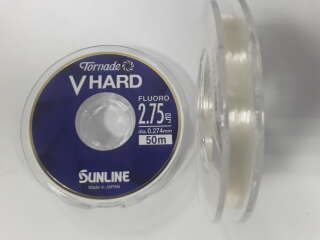 Tornado
V HARD
FLUORO
2.75号
dia. 0.274mm
50m
SUNLINE
Made in JAPAN